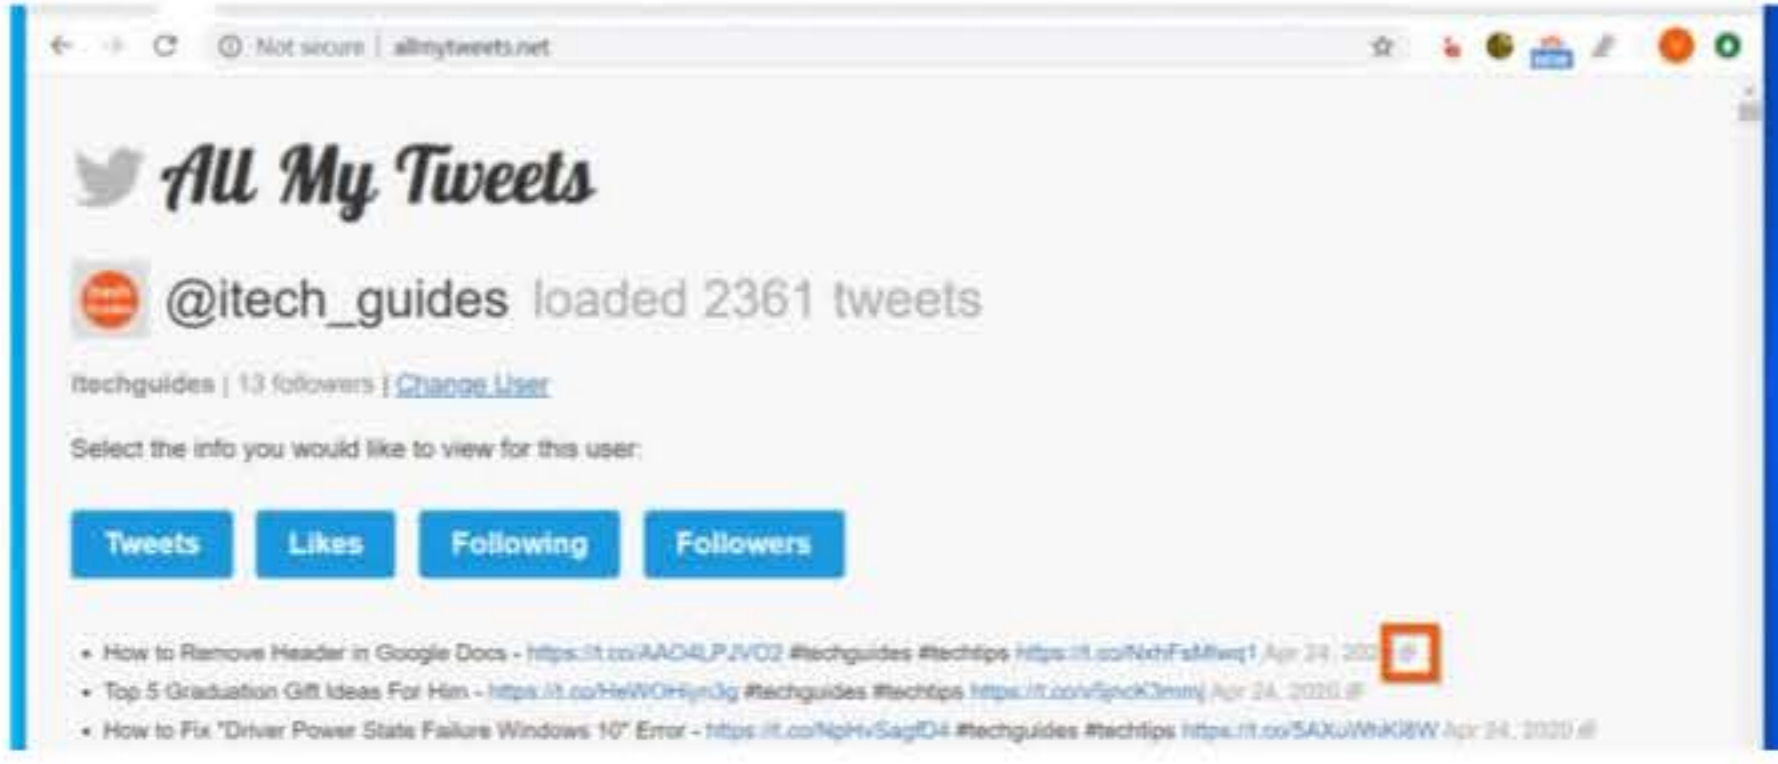 Not secure | allmytweets.net
All My Tweets
@itech_guides loaded 2361 tweets
Itechguides | 13 followers | Change User
Select the info you would like to view for this user:
Tweets Likes Following Followers
• How to Remove Header in Google Docs - #techguides #techtips Apr 24,
• Top 5 Graduation Gift Ideas For Him - #techguides #techtips Apr 24, 2020
• How to Fix "Driver Power State Failure Windows 10" Error - #techguides #techtips Apr 24, 2020